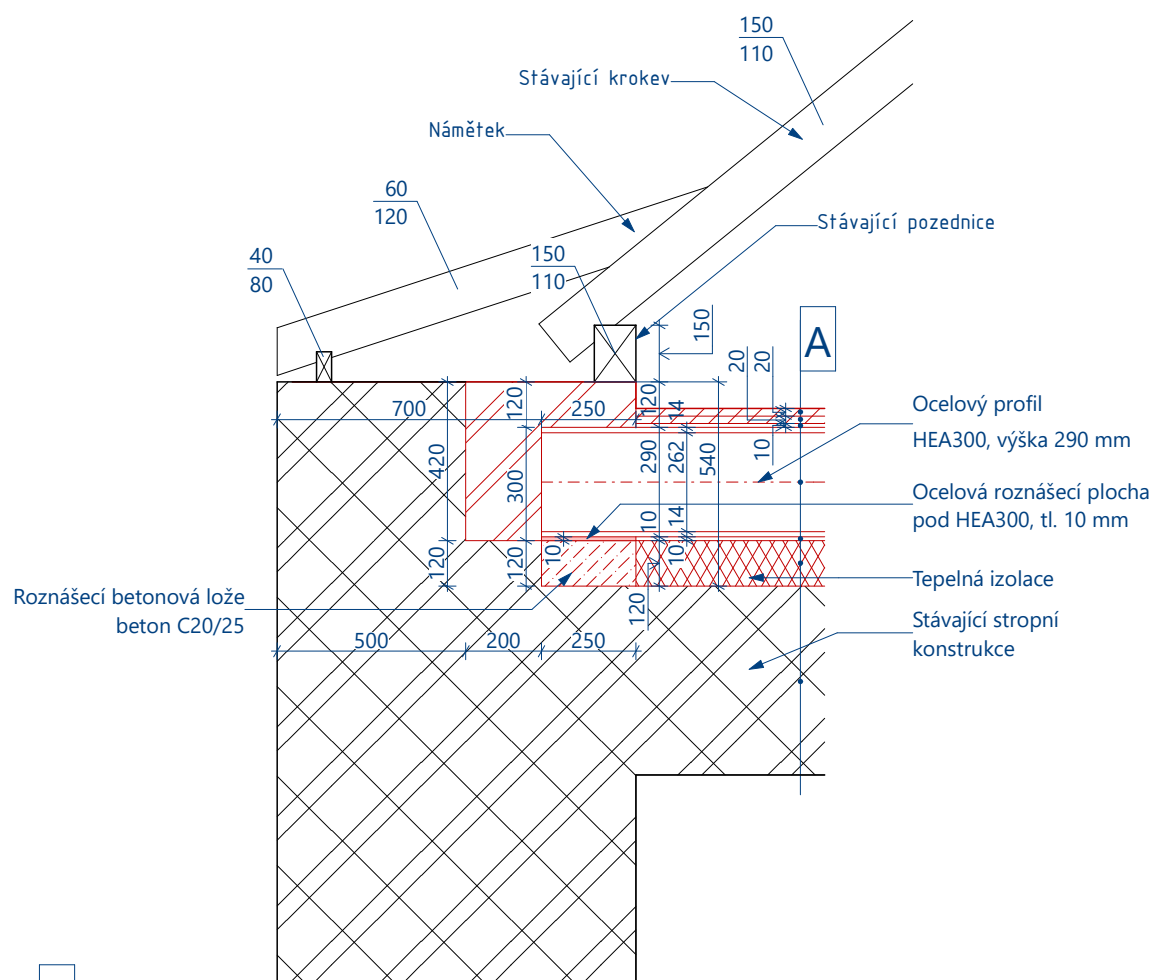 150
110
Stávající krokev
Námětek
60
120
Stávající pozednice
40
80
150
110
150
A
20
20
700
120
250
120
14
10
Ocelový profil
HEA300, výška 290 mm
420
300
290
262
540
Ocelová roznášecí plocha
pod HEA300, tl. 10 mm
10
14
120
120
10
10
120
Tepelná izolace
Roznášecí betonová lože
beton C20/25
Stávající stropní
konstrukce
500
200
250